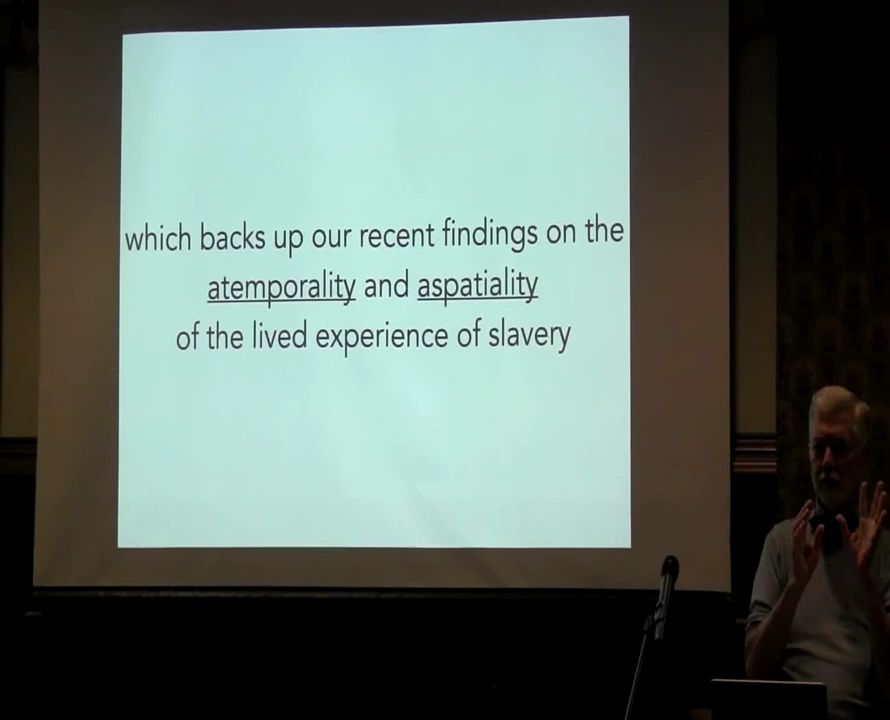 which backs up our recent findings on the
atemporality and aspatiality
of the lived experience of slavery